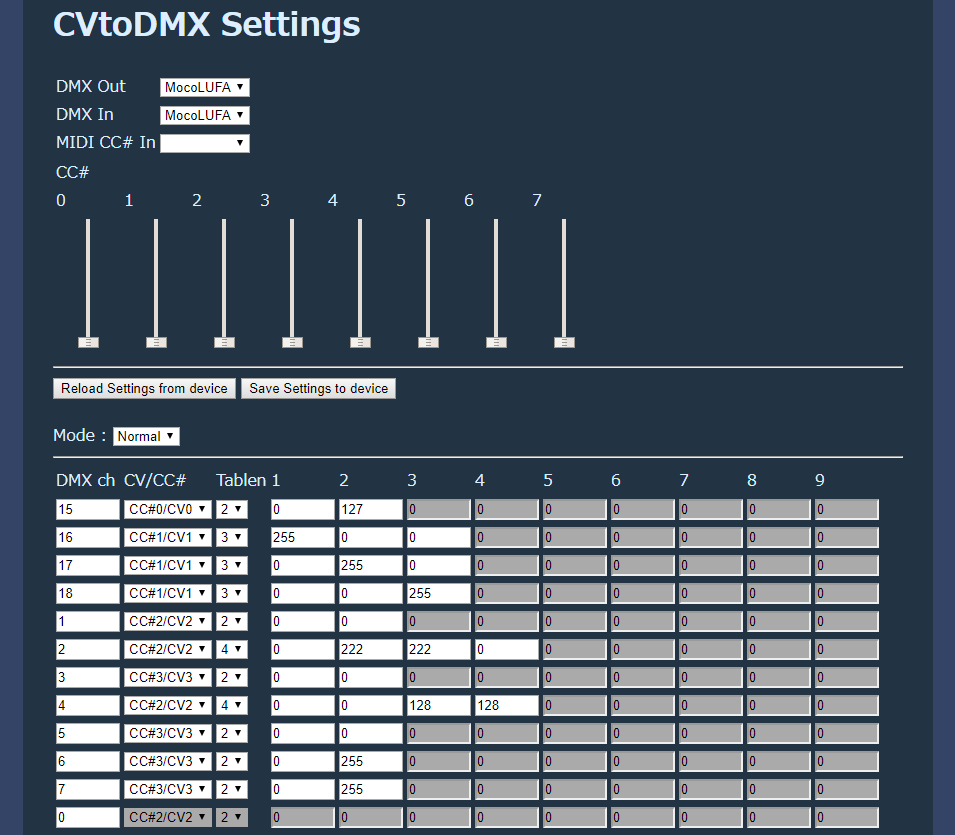 CVtoDMX Settings
DMX Out MocoLUFA
DMX In MocoLUFA
MIDI CC# In
CC#
0 1 2 3 4 5 6 7
Reload Settings from device Save Settings to device
Mode : Normal
DMX ch CV/CC# Tablen 1 2 3 4 5 6 7 8 9
15 CC#0/CV0 2 0 127 0 0 0 0 0 0 0
16 CC#1/CV1 3 255 0 0 0 0 0 0 0 0
17 CC#1/CV1 3 0 255 0 0 0 0 0 0 0
18 CC#1/CV1 3 0 0 255 0 0 0 0 0 0
1 CC#2/CV2 2 0 0 0 0 0 0 0 0 0
2 CC#2/CV2 4 0 222 222 0 0 0 0 0 0
3 CC#3/CV3 2 0 0 0 0 0 0 0 0 0
4 CC#2/CV2 4 0 0 128 128 0 0 0 0 0
5 CC#3/CV3 2 0 0 0 0 0 0 0 0 0
6 CC#3/CV3 2 0 255 0 0 0 0 0 0 0
7 CC#3/CV3 2 0 255 0 0 0 0 0 0 0
0 CC#2/CV2 2 0 0 0 0 0 0 0 0 0